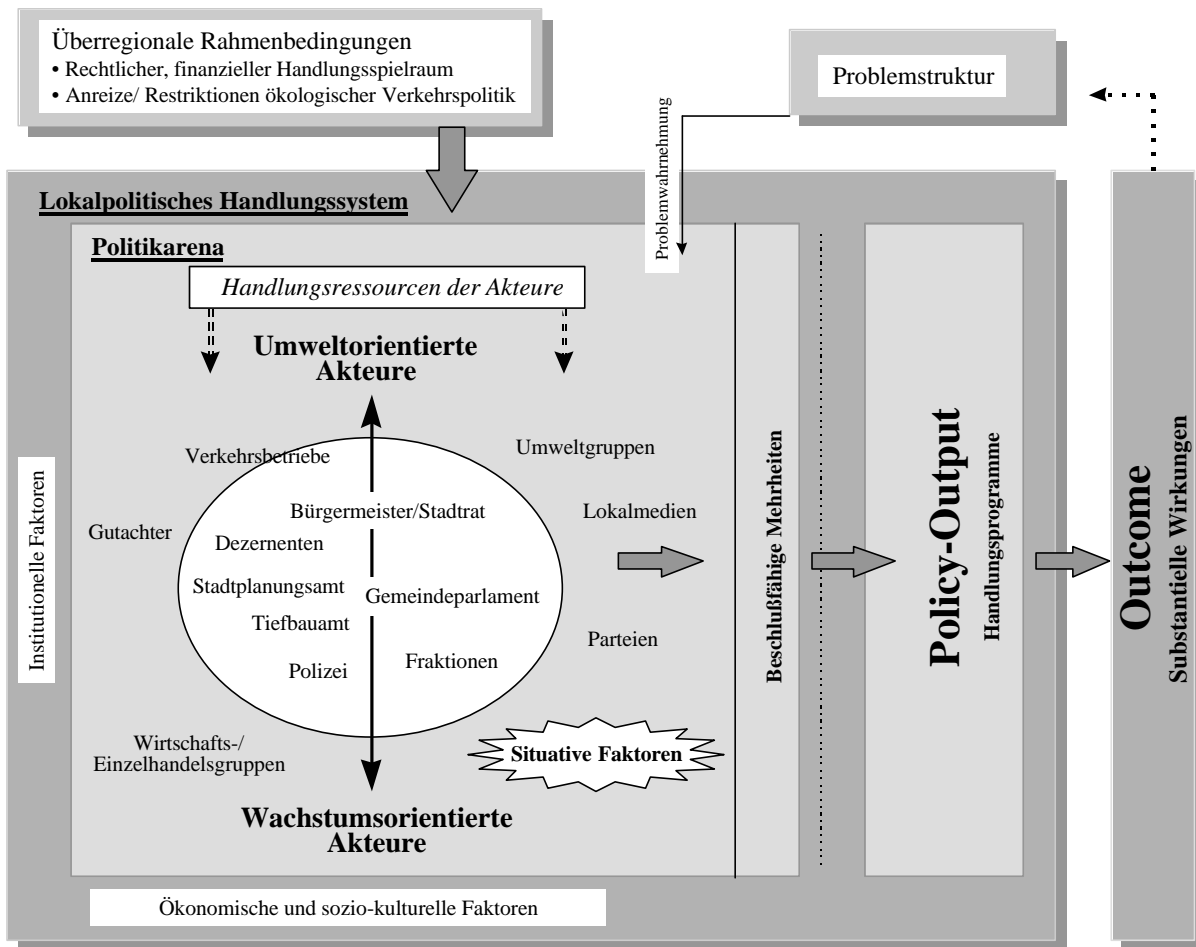 Überregionale Rahmenbedingungen
• Rechtlicher, finanzieller Handlungsspielraum
• Anreize/ Restriktionen ökologischer Verkehrspolitik
Problemstruktur
Problemwahrnehmung
Lokalpolitisches Handlungssystem
Politikarena
Handlungsressourcen der Akteure
Umweltorientierte
Akteure
Verkehrsbetriebe
Umweltgruppen
Bürgermeister/Stadtrat
Lokalmedien
Gutachter
Dezernenten
Stadtplanungsamt
Gemeindeparlament
Tiefbauamt
Parteien
Polizei
Fraktionen
Wirtschafts-/
Einzelhandelsgruppen
Situative Faktoren
Wachstumsorientierte
Akteure
Institutionelle Faktoren
Ökonomische und sozio-kulturelle Faktoren
Beschlußfähige Mehrheiten
Policy-Output
Handlungsprogramme
Outcome
Substantielle Wirkungen